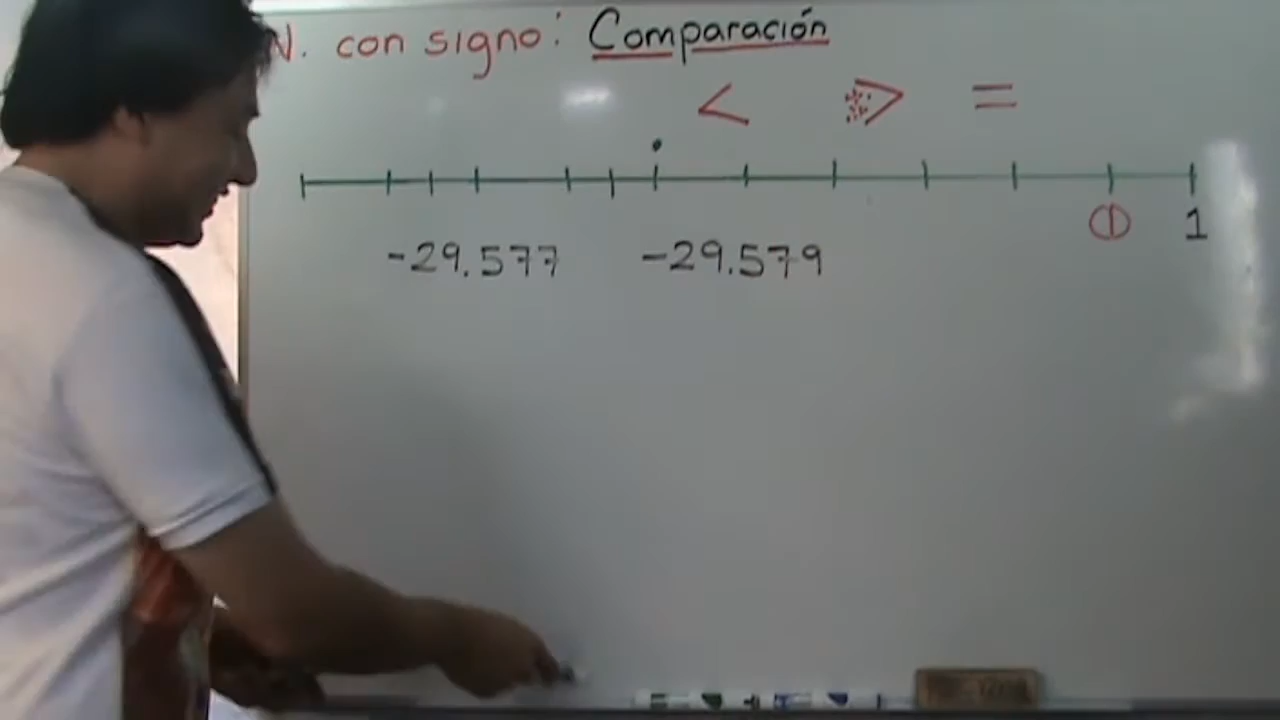 N. con signo: Comparación
< > =
0 1
-29.577 -29.579